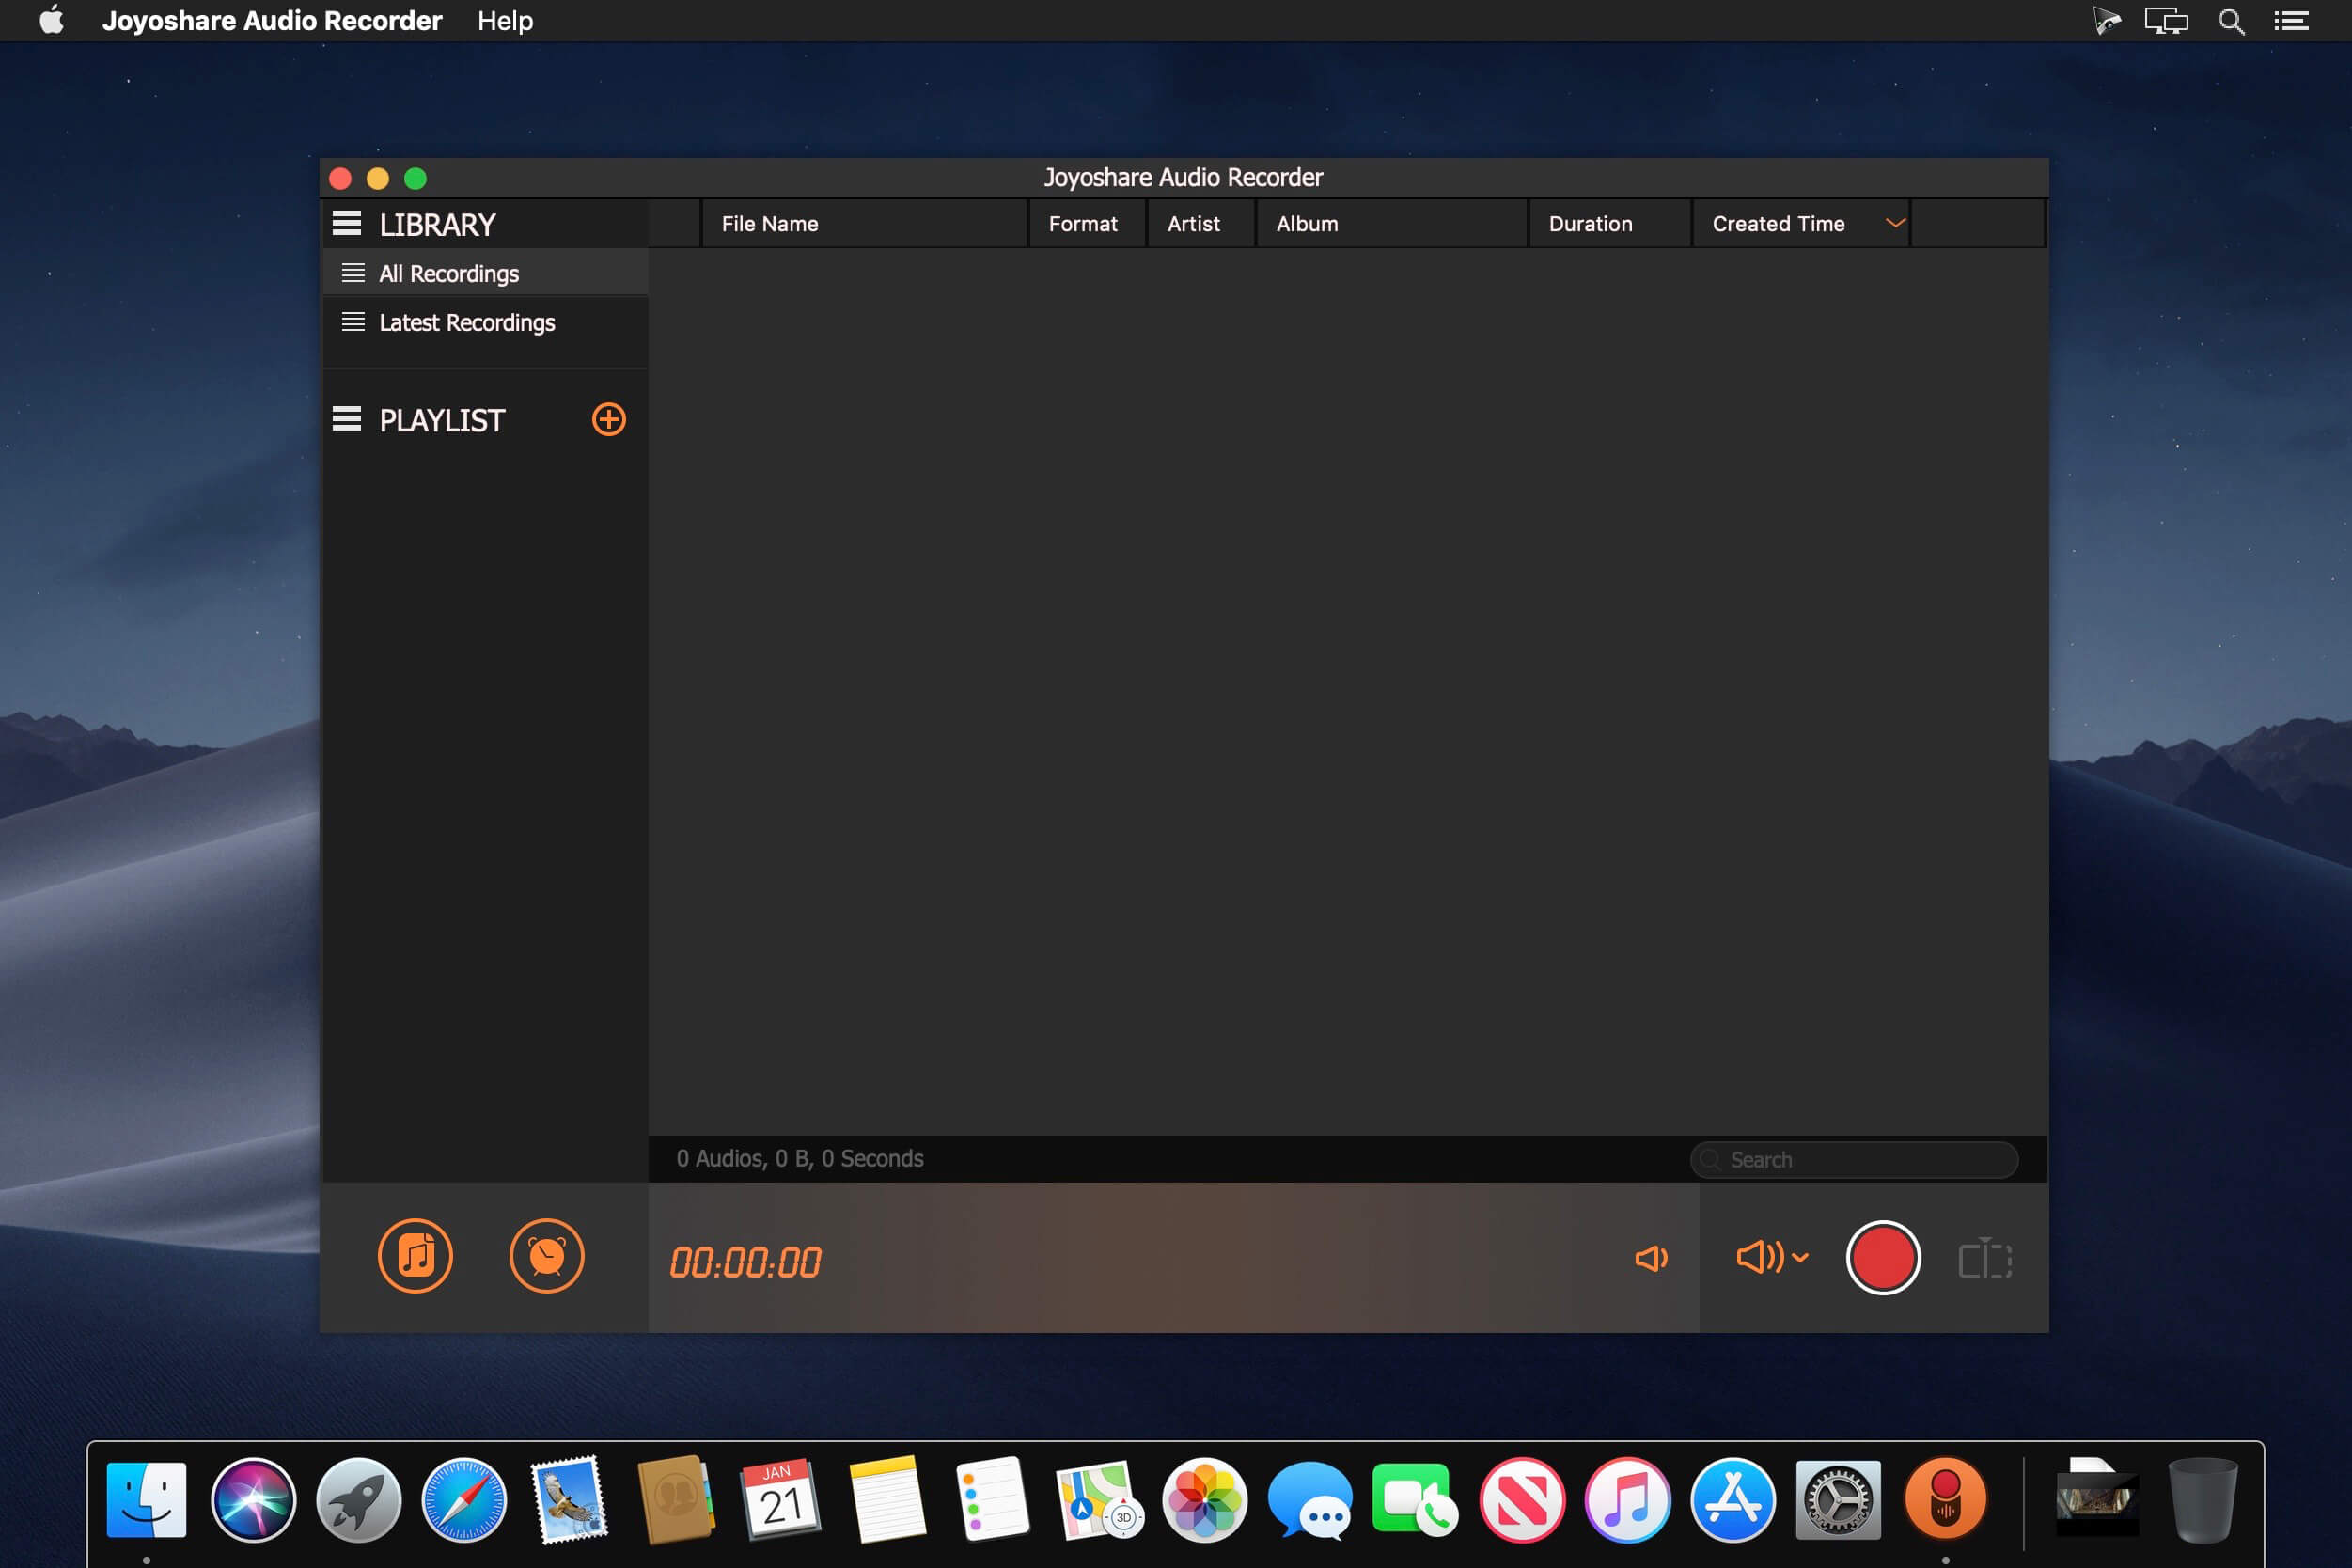 Joyoshare Audio Recorder Help
Joyoshare Audio Recorder
LIBRARY
File Name Format Artist Album Duration Created Time
All Recordings
Latest Recordings
PLAYLIST
0 Audios, 0 B, 0 Seconds
Search
00:00:00
JAN
21
3D